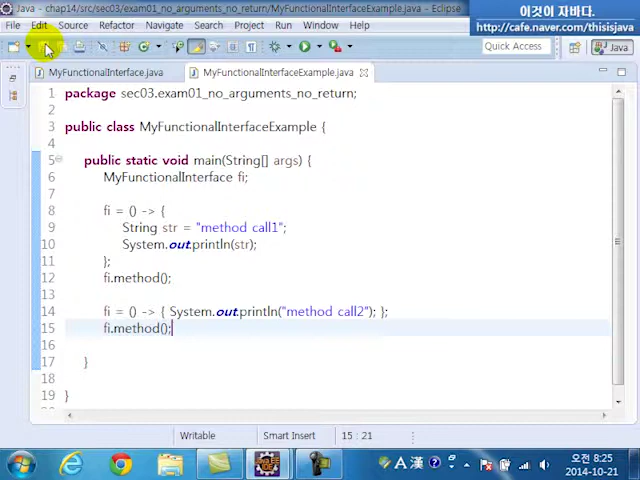 Java - chap14/src/sec03/exam01_no_arguments_no_return/MyFunctionalInterfaceExample.java - Eclipse
이것이 자바다.
http://cafe.naver.com/thisisjava
File Edit Source Refactor Navigate Search Project Run Window Help
Quick Access
Java
MyFunctionalInterface.java
MyFunctionalInterfaceExample.java
1 package sec03.exam01_no_arguments_no_return;
2
3 public class MyFunctionalInterfaceExample {
4
5 public static void main(String[] args) {
6 MyFunctionalInterface fi;
7
8 fi = () -> {
9 String str = "method call1";
10 System.out.println(str);
11 };
12 fi.method();
13
14 fi = () -> { System.out.println("method call2"); };
15 fi.method();
16
17 }
18
19 }
Writable
Smart Insert
15 : 21
A 漢
오전 8:25
2014-10-21